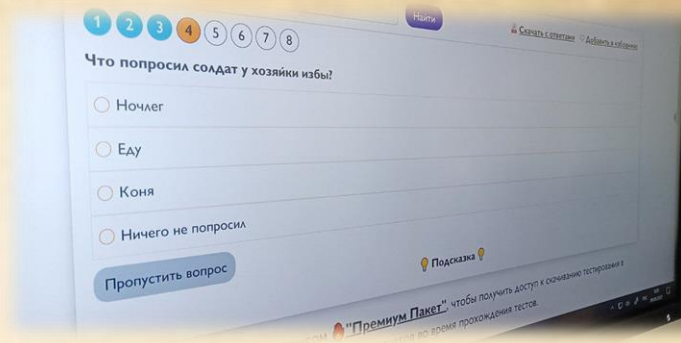 1 2 3 4 5 6 7 8
Найти
Скачать с ответами Добавить в избранное
Что попросил солдат у хозяйки избы?
Ночлег
Еду
Коня
Ничего не попросил
Пропустить вопрос
Подсказка
"Премиум Пакет", чтобы получить доступ к скачиванию тестирования в
во время прохождения тестов.